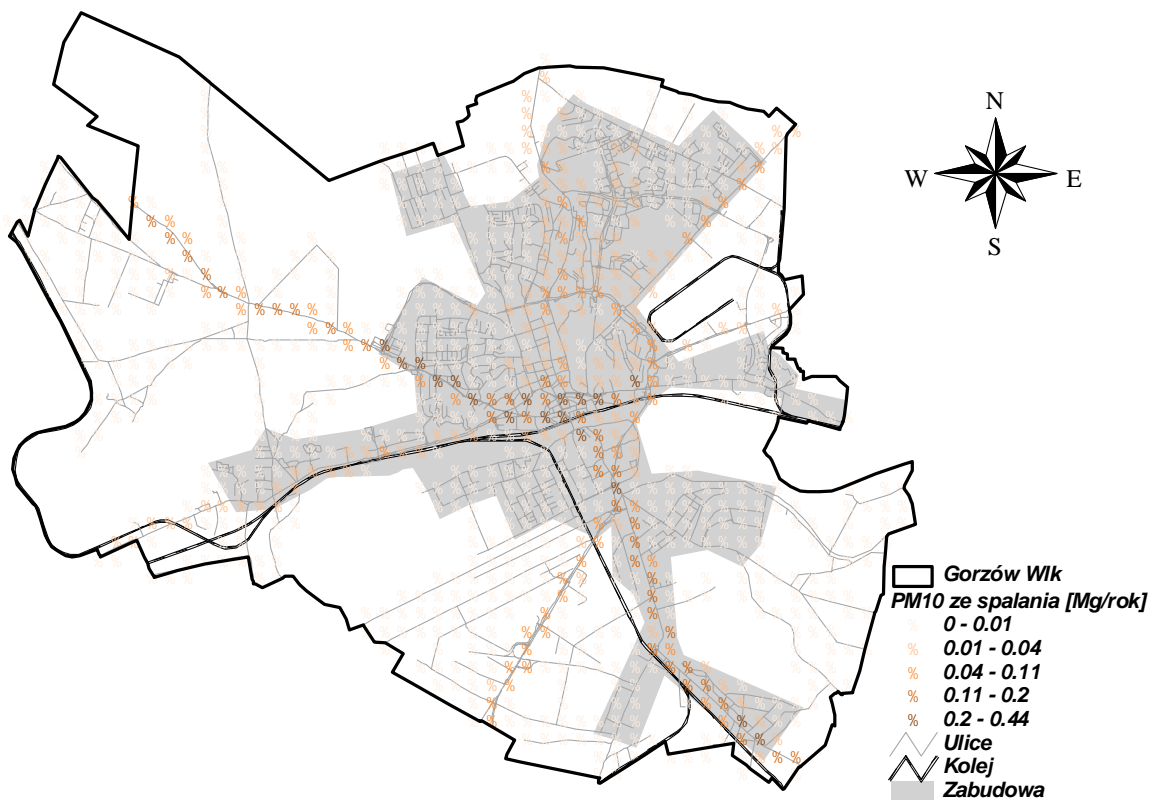 N
W E
S
Gorzów Wlk
PM10 ze spalania [Mg/rok]
% 0 - 0.01
% 0.01 - 0.04
% 0.04 - 0.11
% 0.11 - 0.2
% 0.2 - 0.44
Ulice
Kolej
Zabudowa